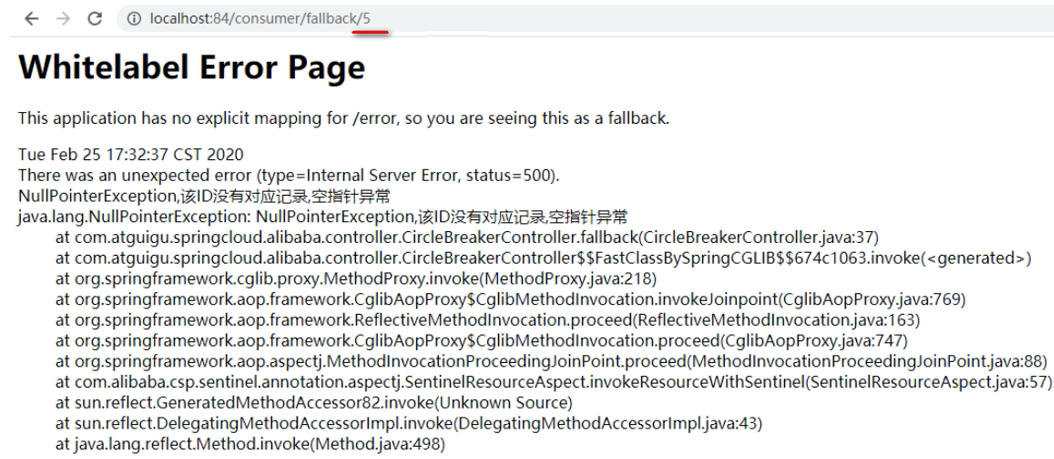 localhost:84/consumer/fallback/5
Whitelabel Error Page
This application has no explicit mapping for /error, so you are seeing this as a fallback.
Tue Feb 25 17:32:37 CST 2020
There was an unexpected error (type=Internal Server Error, status=500).
NullPointerException,该ID没有对应记录,空指针异常
java.lang.NullPointerException: NullPointerException,该ID没有对应记录,空指针异常
at com.atguigu.springcloud.alibaba.controller.CircleBreakerController.fallback(CircleBreakerController.java:37)
at com.atguigu.springcloud.alibaba.controller.CircleBreakerController$$FastClassBySpringCGLIB$$674c1063.invoke(<generated>)
at org.springframework.cglib.proxy.MethodProxy.invoke(MethodProxy.java:218)
at org.springframework.aop.framework.CglibAopProxy$CglibMethodInvocation.invokeJoinpoint(CglibAopProxy.java:769)
at org.springframework.aop.framework.ReflectiveMethodInvocation.proceed(ReflectiveMethodInvocation.java:163)
at org.springframework.aop.framework.CglibAopProxy$CglibMethodInvocation.proceed(CglibAopProxy.java:747)
at org.springframework.aop.aspectj.MethodInvocationProceedingJoinPoint.proceed(MethodInvocationProceedingJoinPoint.java:88)
at com.alibaba.csp.sentinel.annotation.aspectj.SentinelResourceAspect.invokeResourceWithSentinel(SentinelResourceAspect.java:57)
at sun.reflect.GeneratedMethodAccessor82.invoke(Unknown Source)
at sun.reflect.DelegatingMethodAccessorImpl.invoke(DelegatingMethodAccessorImpl.java:43)
at java.lang.reflect.Method.invoke(Method.java:498)